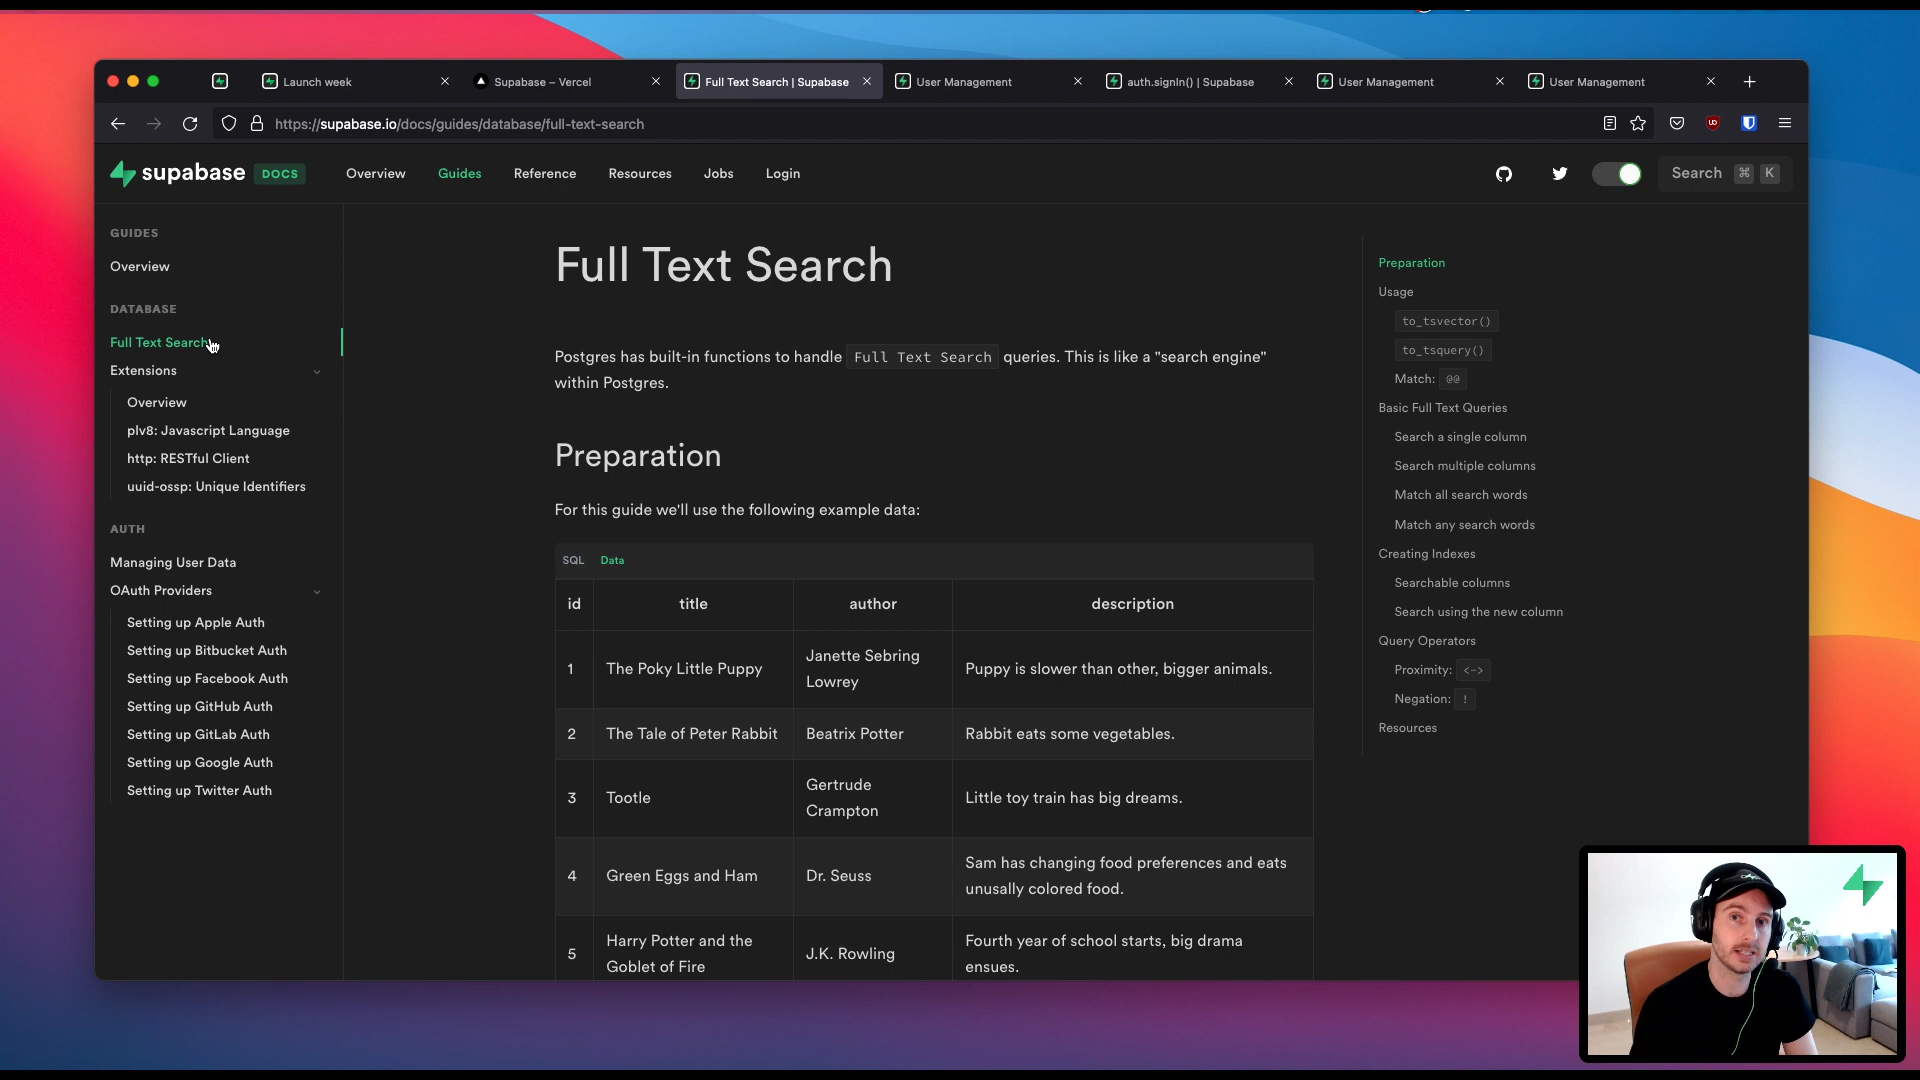 Launch week
Supabase – Vercel
Full Text Search | Supabase
User Management
auth.signIn() | Supabase
User Management
User Management
https://supabase.io/docs/guides/database/full-text-search
supabase DOCS
Overview
Guides
Reference
Resources
Jobs
Login
Search ⌘ K
GUIDES
Overview
DATABASE
Full Text Search
Extensions
Overview
plv8: Javascript Language
http: RESTful Client
uuid-ossp: Unique Identifiers
AUTH
Managing User Data
OAuth Providers
Setting up Apple Auth
Setting up Bitbucket Auth
Setting up Facebook Auth
Setting up GitHub Auth
Setting up GitLab Auth
Setting up Google Auth
Setting up Twitter Auth
Full Text Search
Postgres has built-in functions to handle Full Text Search queries. This is like a "search engine"
within Postgres.
Preparation
For this guide we'll use the following example data:
SQL Data
id title author description
1 The Poky Little Puppy Janette Sebring Lowrey Puppy is slower than other, bigger animals.
2 The Tale of Peter Rabbit Beatrix Potter Rabbit eats some vegetables.
3 Tootle Gertrude Crampton Little toy train has big dreams.
4 Green Eggs and Ham Dr. Seuss Sam has changing food preferences and eats unusally colored food.
5 Harry Potter and the Goblet of Fire J.K. Rowling Fourth year of school starts, big drama ensues.
Preparation
Usage
to_tsvector()
to_tsquery()
Match: @@
Basic Full Text Queries
Search a single column
Search multiple columns
Match all search words
Match any search words
Creating Indexes
Searchable columns
Search using the new column
Query Operators
Proximity: <->
Negation: !
Resources